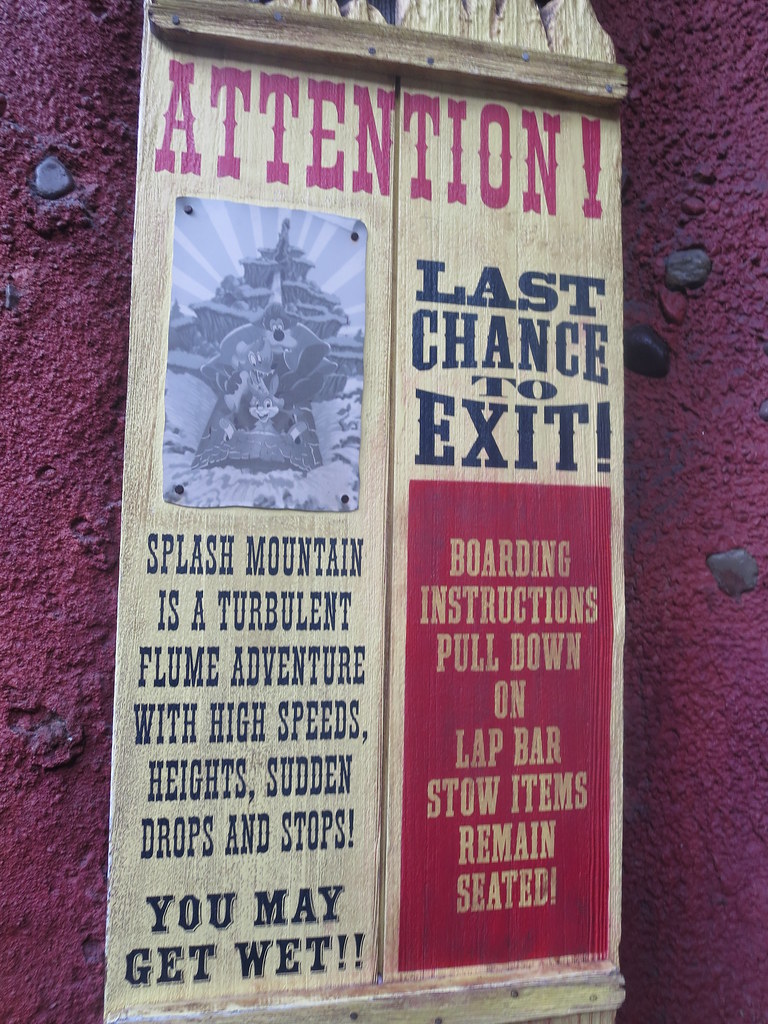 ATTENTION!
SPLASH MOUNTAIN
IS A TURBULENT
FLUME ADVENTURE
WITH HIGH SPEEDS,
HEIGHTS, SUDDEN
DROPS AND STOPS!
YOU MAY
GET WET!!
LAST
CHANCE
TO
EXIT!
BOARDING
INSTRUCTIONS
PULL DOWN
ON
LAP BAR
STOW ITEMS
REMAIN
SEATED!